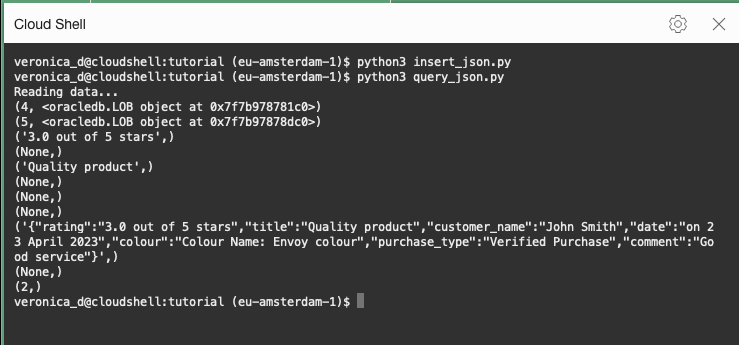 Cloud Shell
veronica_d@cloudshell:tutorial (eu-amsterdam-1)$ python3 insert_json.py
veronica_d@cloudshell:tutorial (eu-amsterdam-1)$ python3 query_json.py
Reading data...
(4, <oracledb.LOB object at 0x7f7b978781c0>)
(5, <oracledb.LOB object at 0x7f7b97878dc0>)
('3.0 out of 5 stars',)
(None,)
('Quality product',)
(None,)
(None,)
(None,)
('{"rating":"3.0 out of 5 stars","title":"Quality product","customer_name":"John Smith","date":"on 2
3 April 2023","colour":"Colour Name: Envoy colour","purchase_type":"Verified Purchase","comment":"Go
od service"}',)
(None,)
(2,)
veronica_d@cloudshell:tutorial (eu-amsterdam-1)$